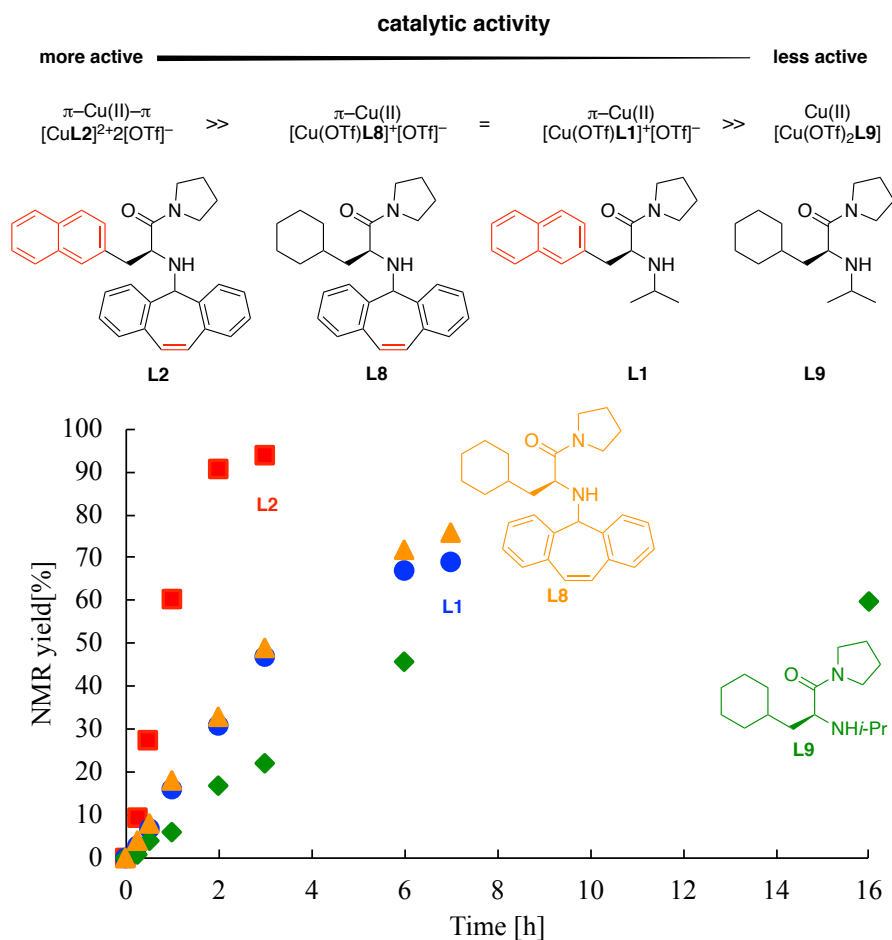 catalytic activity
more active less active
π–Cu(II)–π >> π–Cu(II) = π–Cu(II) >> Cu(II)
[CuL2]²⁺2[OTf]⁻ [Cu(OTf)L8]⁺[OTf]⁻ [Cu(OTf)L1]⁺[OTf]⁻ [Cu(OTf)₂L9]
O N O N O N O N
NH NH NH NH
L2 L8 L1 L9
NMR yield[%]
100
90
80
70
60
50
40
30
20
10
0
L2
O N
NH
L8
L1
O N
NHi-Pr
L9
0 2 4 6 8 10 12 14 16
Time [h]